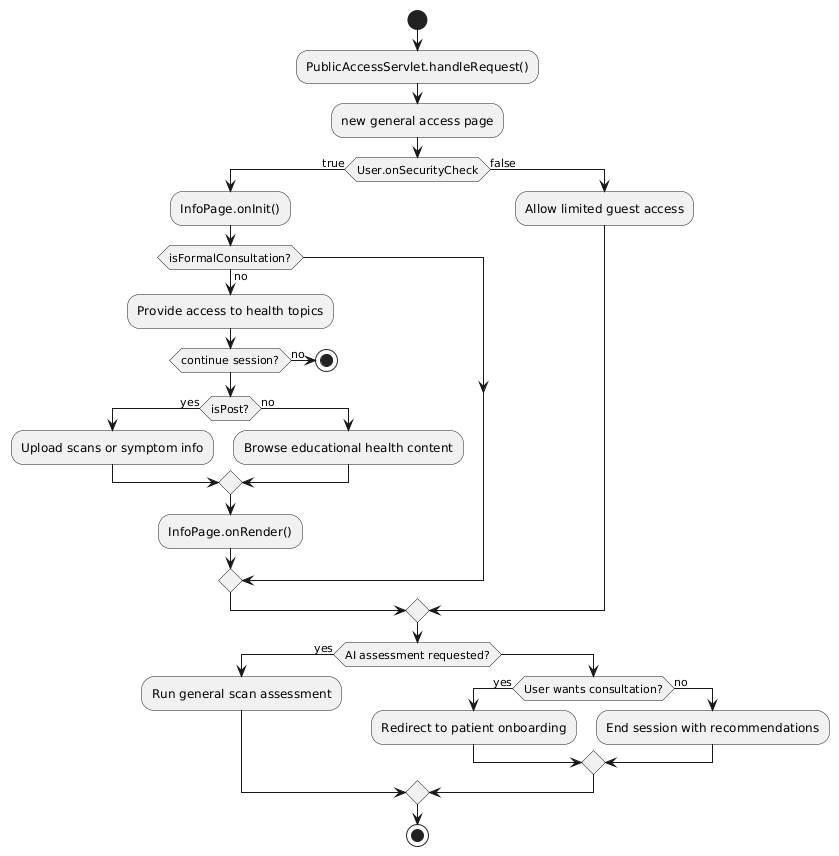 PublicAccessServlet.handleRequest()
new general access page
true
User.onSecurityCheck
false
InfoPage.onInit()
Allow limited guest access
isFormalConsultation?
no
Provide access to health topics
continue session?
no
yes
isPost?
no
Upload scans or symptom info
Browse educational health content
InfoPage.onRender()
yes
AI assessment requested?
Run general scan assessment
yes
User wants consultation?
no
Redirect to patient onboarding
End session with recommendations